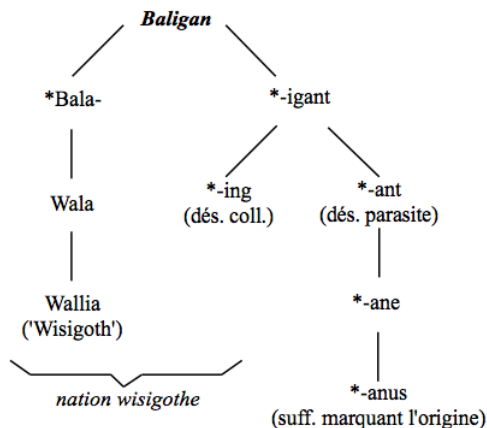 Baligan
*Bala-
*-igant
*-ing
(dés. coll.)
*-ant
(dés. parasite)
Wala
Wallia
('Wisigoth')
*-ane
nation wisigothe
*-anus
(suff. marquant l'origine)